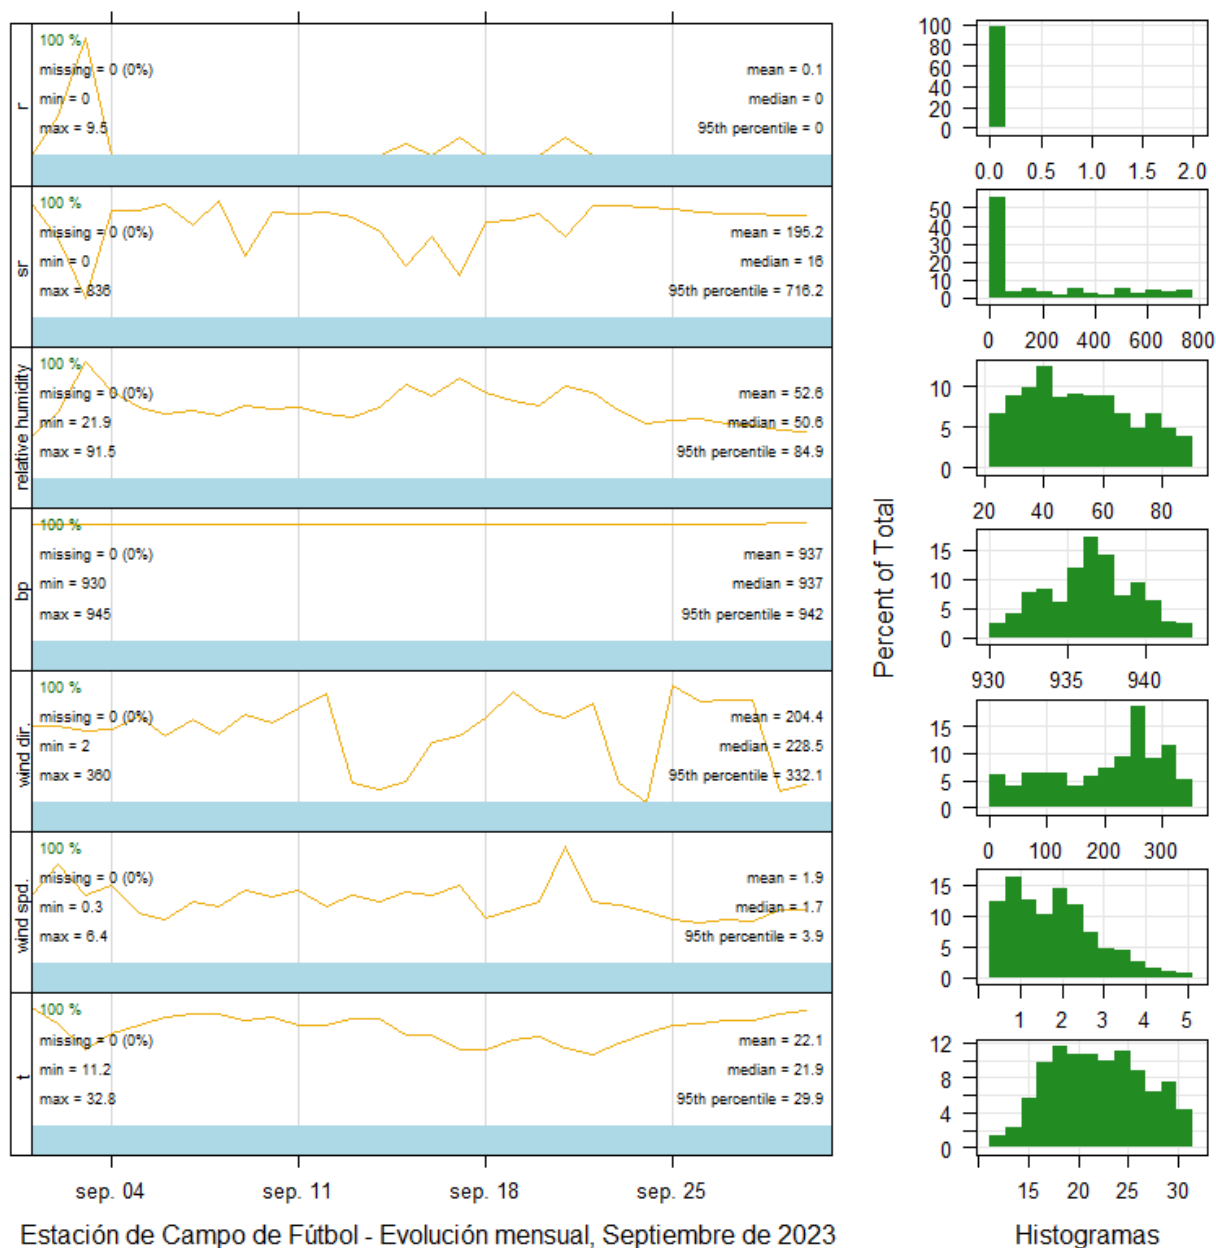 r
100 %
missing = 0 (0%)
min = 0
max = 9.5
mean = 0.1
median = 0
95th percentile = 0
sr
100 %
missing = 0 (0%)
min = 0
max = 836
mean = 195.2
median = 16
95th percentile = 716.2
relative humidity
100 %
missing = 0 (0%)
min = 21.9
max = 91.5
mean = 52.6
median = 50.6
95th percentile = 84.9
bp
100 %
missing = 0 (0%)
min = 930
max = 945
mean = 937
median = 937
95th percentile = 942
wind dir.
100 %
missing = 0 (0%)
min = 2
max = 360
mean = 204.4
median = 228.5
95th percentile = 332.1
wind spd.
100 %
missing = 0 (0%)
min = 0.3
max = 6.4
mean = 1.9
median = 1.7
95th percentile = 3.9
t
100 %
missing = 0 (0%)
min = 11.2
max = 32.8
mean = 22.1
median = 21.9
95th percentile = 29.9
sep. 04 sep. 11 sep. 18 sep. 25
Estación de Campo de Fútbol - Evolución mensual, Septiembre de 2023
Percent of Total
100
80
60
40
20
0
0.0 0.5 1.0 1.5 2.0
50
40
30
20
10
0
0 200 400 600 800
10
5
0
20 40 60 80
15
10
5
0
930 935 940
15
10
5
0
0 100 200 300
15
10
5
0
1 2 3 4 5
12
8
4
0
15 20 25 30
Histogramas